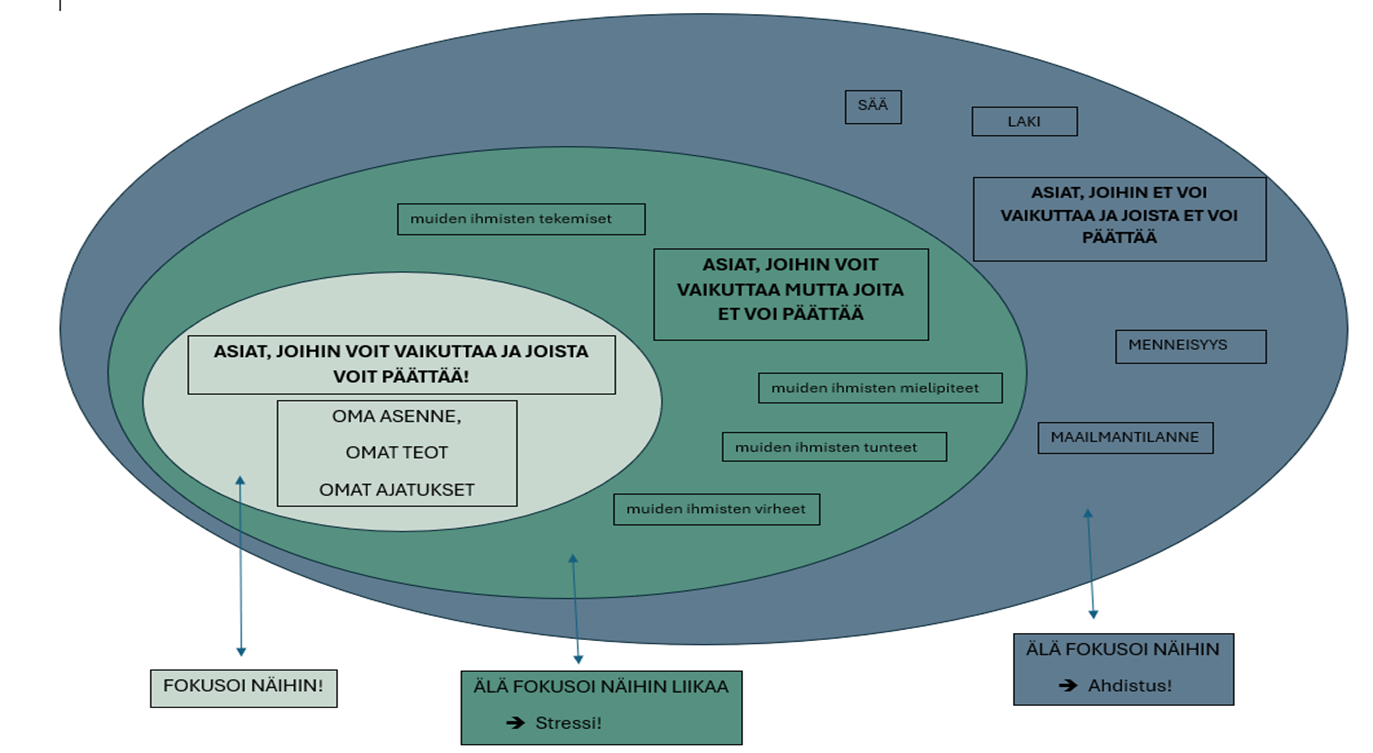 SÄÄ
LAKI
ASIAT, JOIHIN ET VOI
VAIKUTTAA JA JOISTA ET VOI
PÄÄTTÄÄ
muiden ihmisten tekemiset
ASIAT, JOIHIN VOIT
VAIKUTTAA MUTTA JOITA
ET VOI PÄÄTTÄÄ
MENNEISYYS
ASIAT, JOIHIN VOIT VAIKUTTAA JA JOISTA
VOIT PÄÄTTÄÄ!
muiden ihmisten mielipiteet
OMA ASENNE,
OMAT TEOT
OMAT AJATUKSET
MAAILMANTILANNE
muiden ihmisten tunteet
muiden ihmisten virheet
FOKUSOI NÄIHIN!
ÄLÄ FOKUSOI NÄIHIN LIIKAA
➔ Stressi!
ÄLÄ FOKUSOI NÄIHIN
➔ Ahdistus!